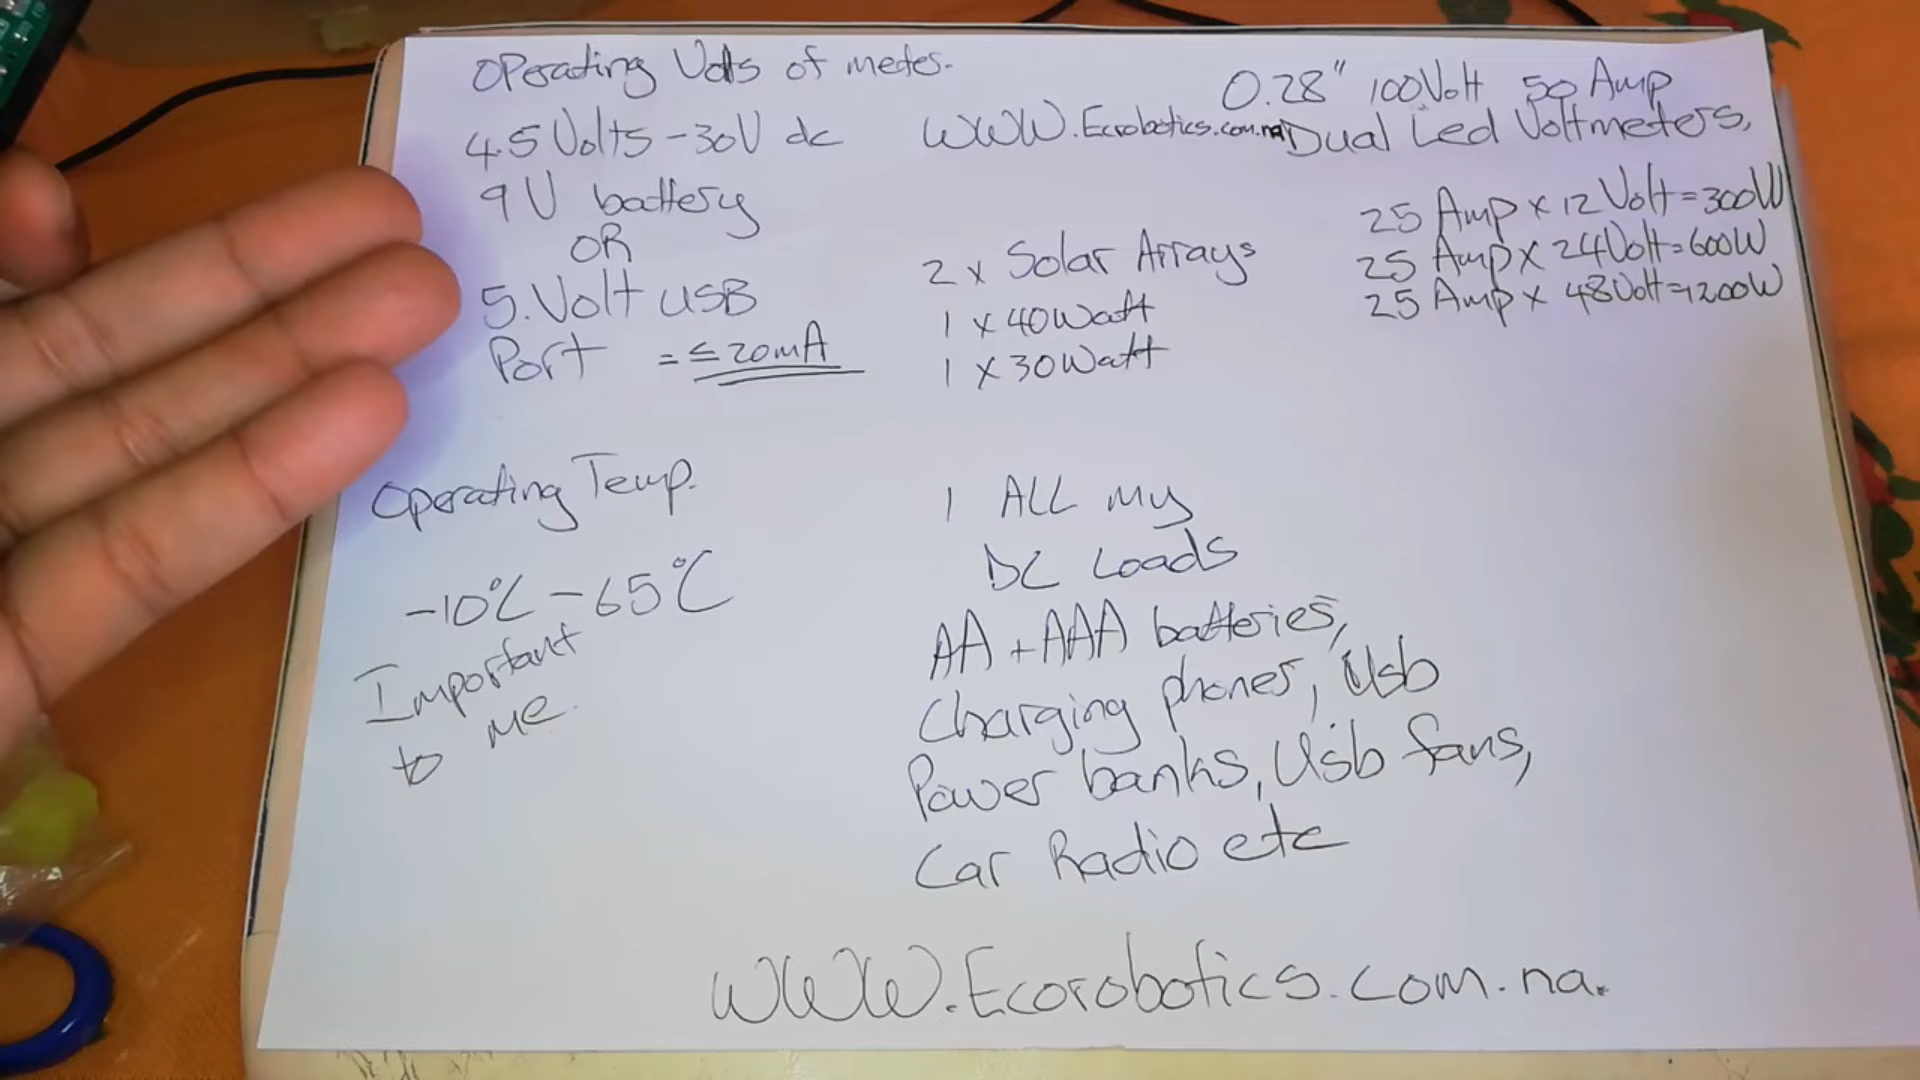 Operating Volts of meter.
4.5 Volts - 30V dc
9V battery
OR
5.Volt USB
Port = ≤ 20mA
Operating Temp.
-10°C - 65°C
Important
to me.
0.28" 100Volt 50 Amp
WWW.Ecorobotics.com.na Dual Led Voltmeters,
25 Amp x 12 Volt = 300W
25 Amp x 24Volt = 600W
25 Amp x 48Volt = 1200W
2 x Solar Arrays
1 x 40Watt
1 x 30Watt
1 ALL my
DC Loads
AA + AAA batteries,
Charging phones, Usb
Power banks, Usb fans,
Car Radio etc
WWW.Ecorobotics.com.na.